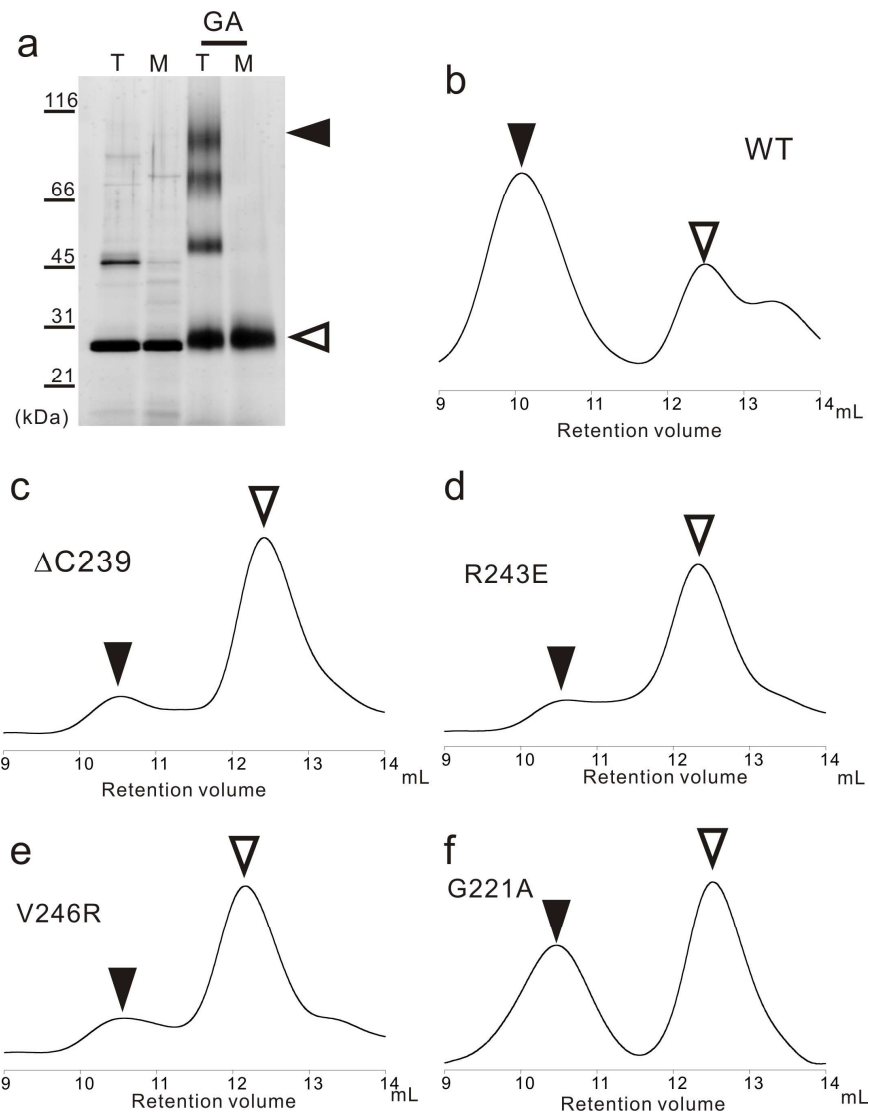 a
GA
T M T M
116
66
45
31
21
(kDa)
b
WT
9 10 11 12 13 14 mL
Retention volume
c
ΔC239
9 10 11 12 13 14 mL
Retention volume
d
R243E
9 10 11 12 13 14 mL
Retention volume
e
V246R
9 10 11 12 13 14 mL
Retention volume
f
G221A
9 10 11 12 13 14 mL
Retention volume